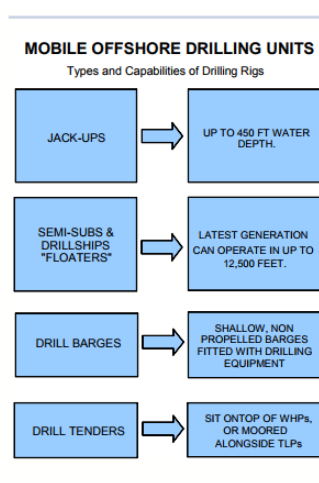 MOBILE OFFSHORE DRILLING UNITS
Types and Capabilities of Drilling Rigs
JACK-UPS
UP TO 450 FT WATER
DEPTH.
SEMI-SUBS &
DRILLSHIPS
"FLOATERS"
LATEST GENERATION
CAN OPERATE IN UP TO
12,500 FEET.
DRILL BARGES
SHALLOW, NON
PROPELLED BARGES
FITTED WITH DRILLING
EQUIPMENT
DRILL TENDERS
SIT ONTOP OF WHPs,
OR MOORED
ALONGSIDE TLPs